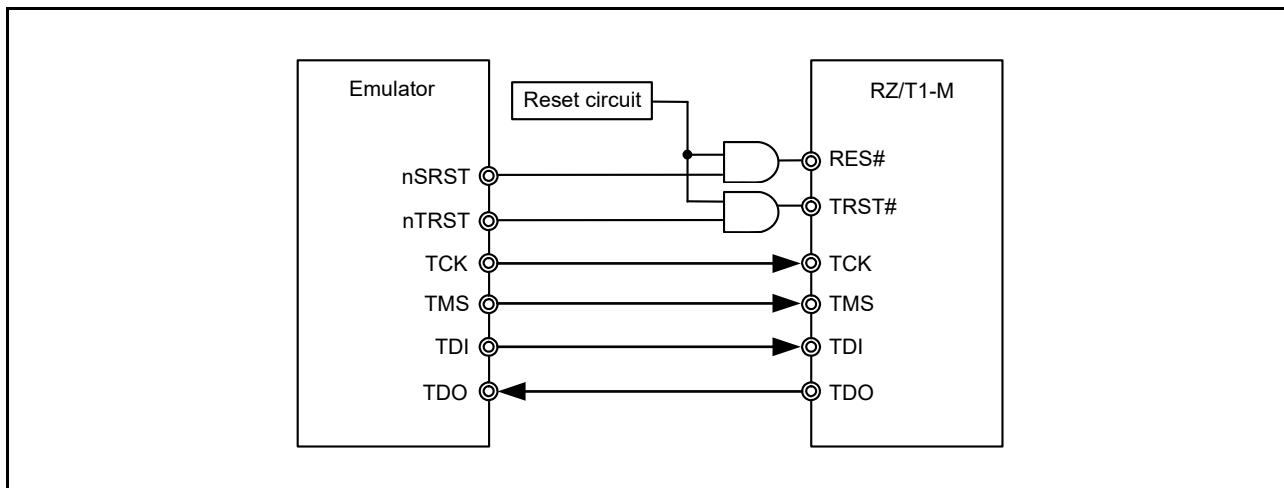 Emulator
Reset circuit
RZ/T1-M
nSRST
RES#
nTRST
TRST#
TCK
TCK
TMS
TMS
TDI
TDI
TDO
TDO